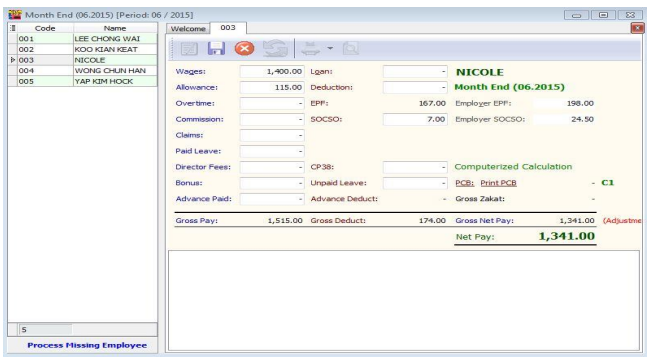 Month End (06.2015) [Period: 06 / 2015]
Code Name
001 LEE CHONG WAI
002 KOO KIAN KEAT
003 NICOLE
004 WONG CHUN HAN
005 YAP KIM HOCK
5
Process Missing Employee
Welcome 003
Wages: 1,400.00 Loan: - NICOLE
Allowance: 115.00 Deduction: - Month End (06.2015)
Overtime: - EPF: 167.00 Employer EPF: 198.00
Commission: - SOCSO: 7.00 Employer SOCSO: 24.50
Claims: -
Paid Leave: -
Director Fees: - CP38: - Computerized Calculation
Bonus: - Unpaid Leave: - PCB: Print PCB - C1
Advance Paid: - Advance Deduct: - Gross Zakat: -
Gross Pay: 1,515.00 Gross Deduct: 174.00 Gross Net Pay: 1,341.00 (Adjustme
Net Pay: 1,341.00